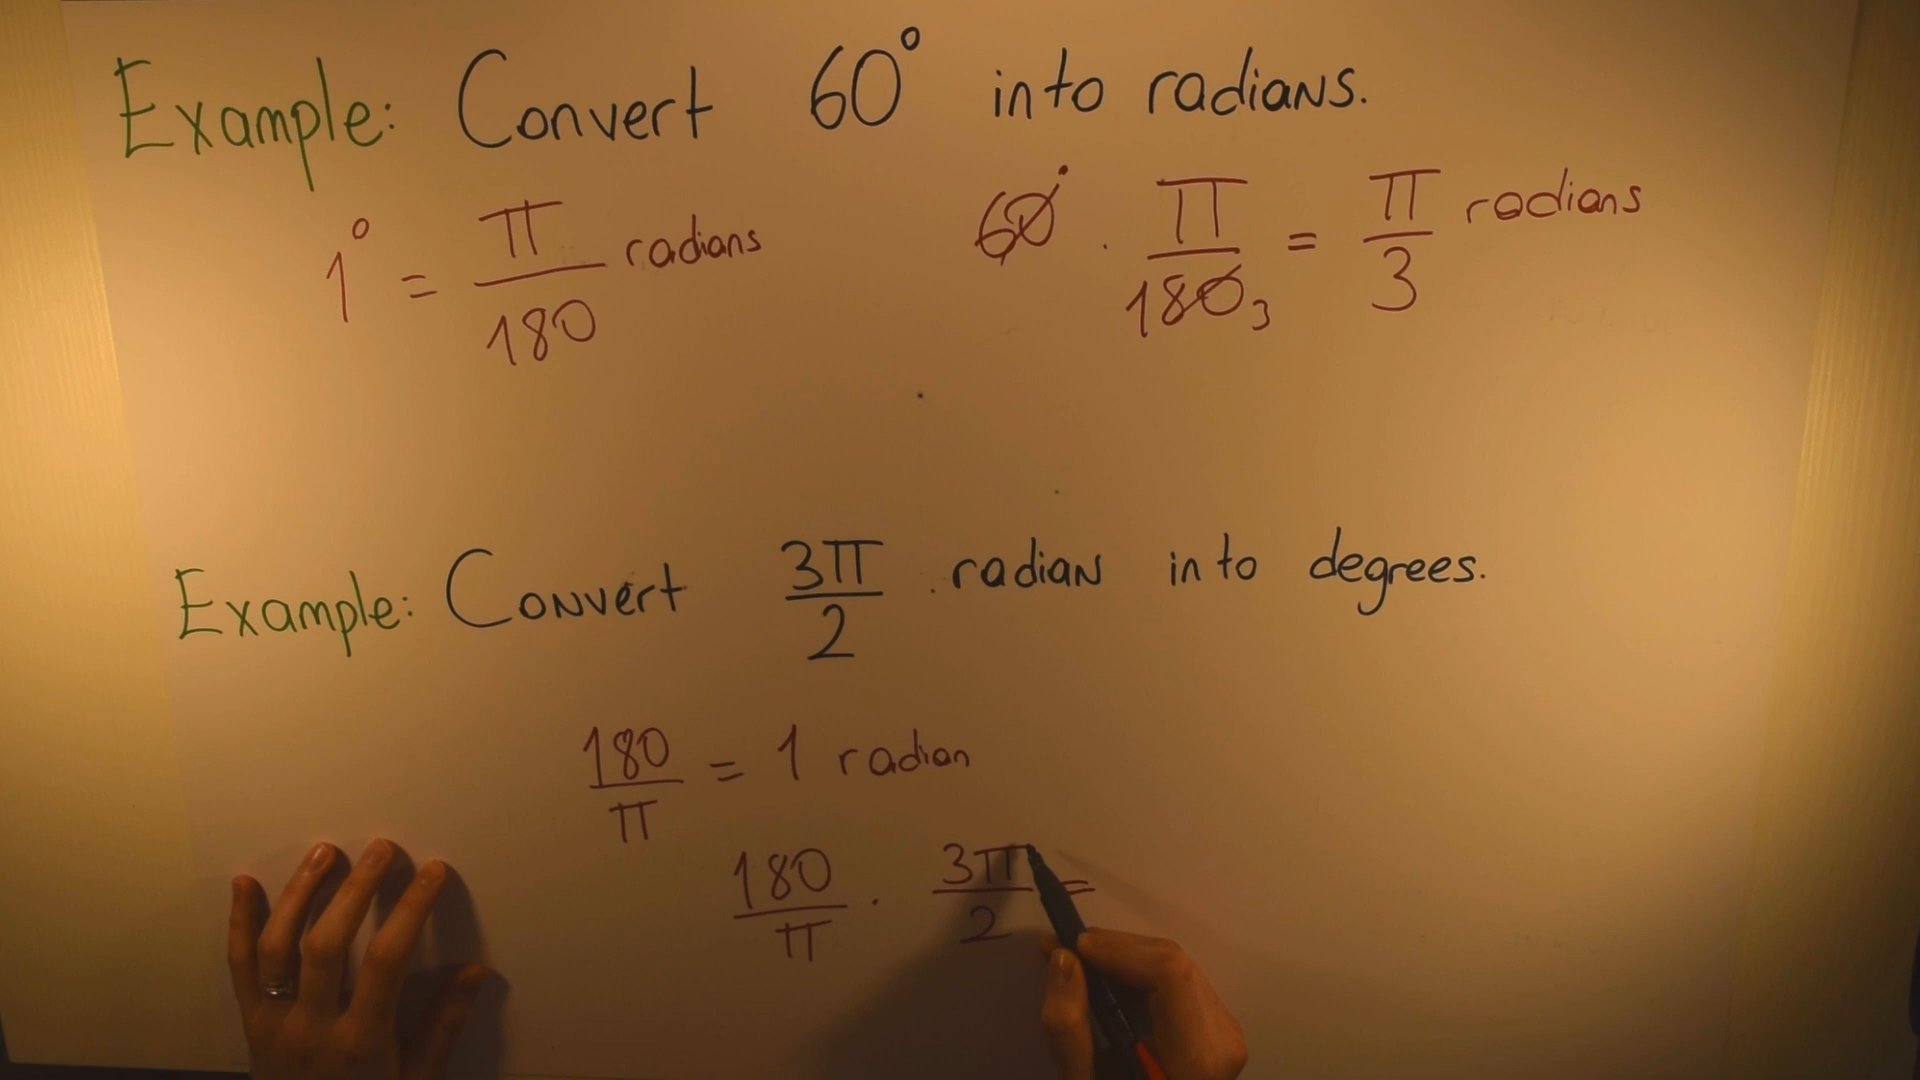 Example: Convert 60° into radians.
1° = π/180 radians
60° · π/180 3 = π/3 radians
Example: Convert 3π/2 radian into degrees.
180/π = 1 radian
180/π · 3π/2 =